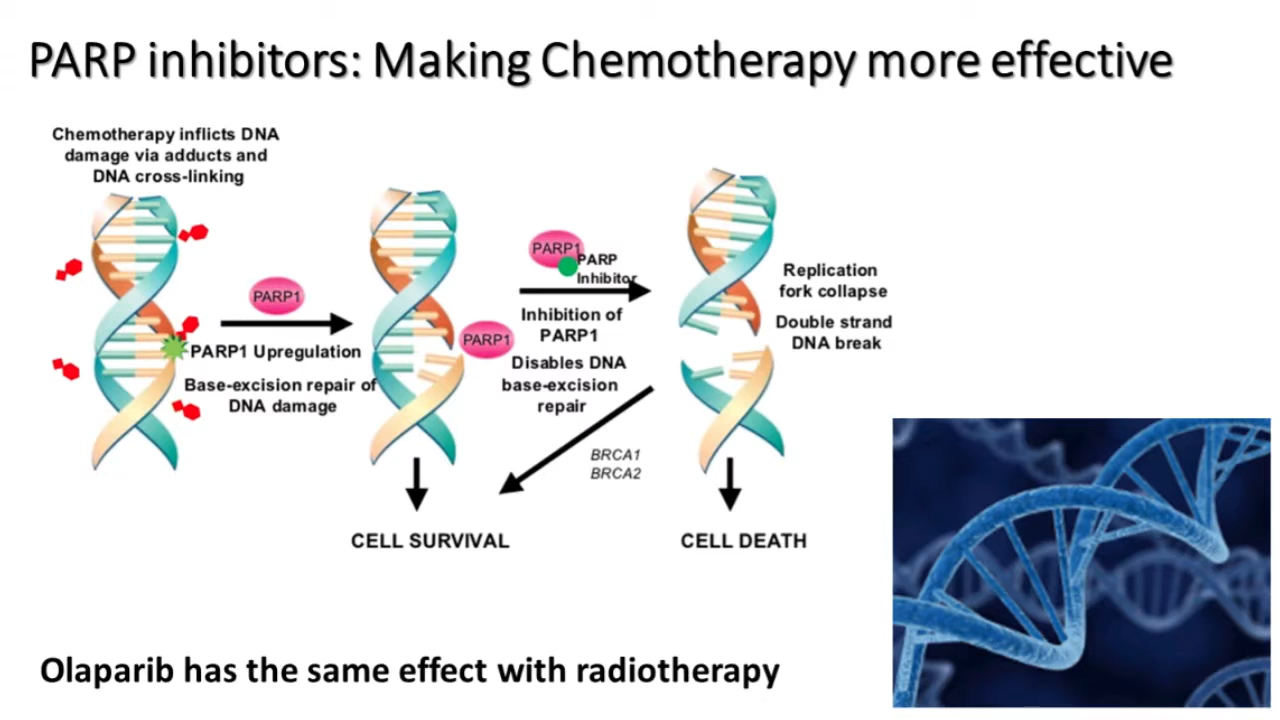 PARP inhibitors: Making Chemotherapy more effective
Chemotherapy inflicts DNA
damage via adducts and
DNA cross-linking
PARP1
PARP1 Upregulation
Base-excision repair of
DNA damage
PARP1
PARP1
PARP
Inhibitor
Inhibition of
PARP1
Disables DNA
base-excision
repair
BRCA1
BRCA2
Replication
fork collapse
Double strand
DNA break
CELL SURVIVAL
CELL DEATH
Olaparib has the same effect with radiotherapy